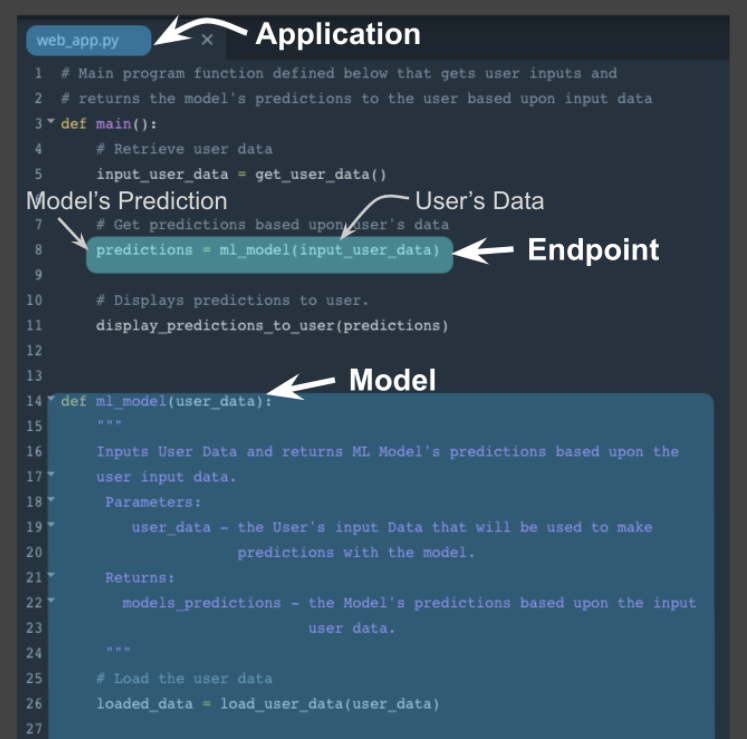 web_app.py × Application
1 # Main program function defined below that gets user inputs and
2 # returns the model's predictions to the user based upon input data
3 def main():
4 # Retrieve user data
5 input_user_data = get_user_data()
6
Model's Prediction User's Data
7 # Get predictions based upon user's data
8 predictions = ml_model(input_user_data) Endpoint
9
10 # Displays predictions to user.
11 display_predictions_to_user(predictions)
12
13
Model
14 def ml_model(user_data):
15 """
16 Inputs User Data and returns ML Model's predictions based upon the
17 user input data.
18 Parameters:
19 user_data - the User's input Data that will be used to make
20 predictions with the model.
21 Returns:
22 models_predictions - the Model's predictions based upon the input
23 user data.
24 """
25 # Load the user data
26 loaded_data = load_user_data(user_data)
27